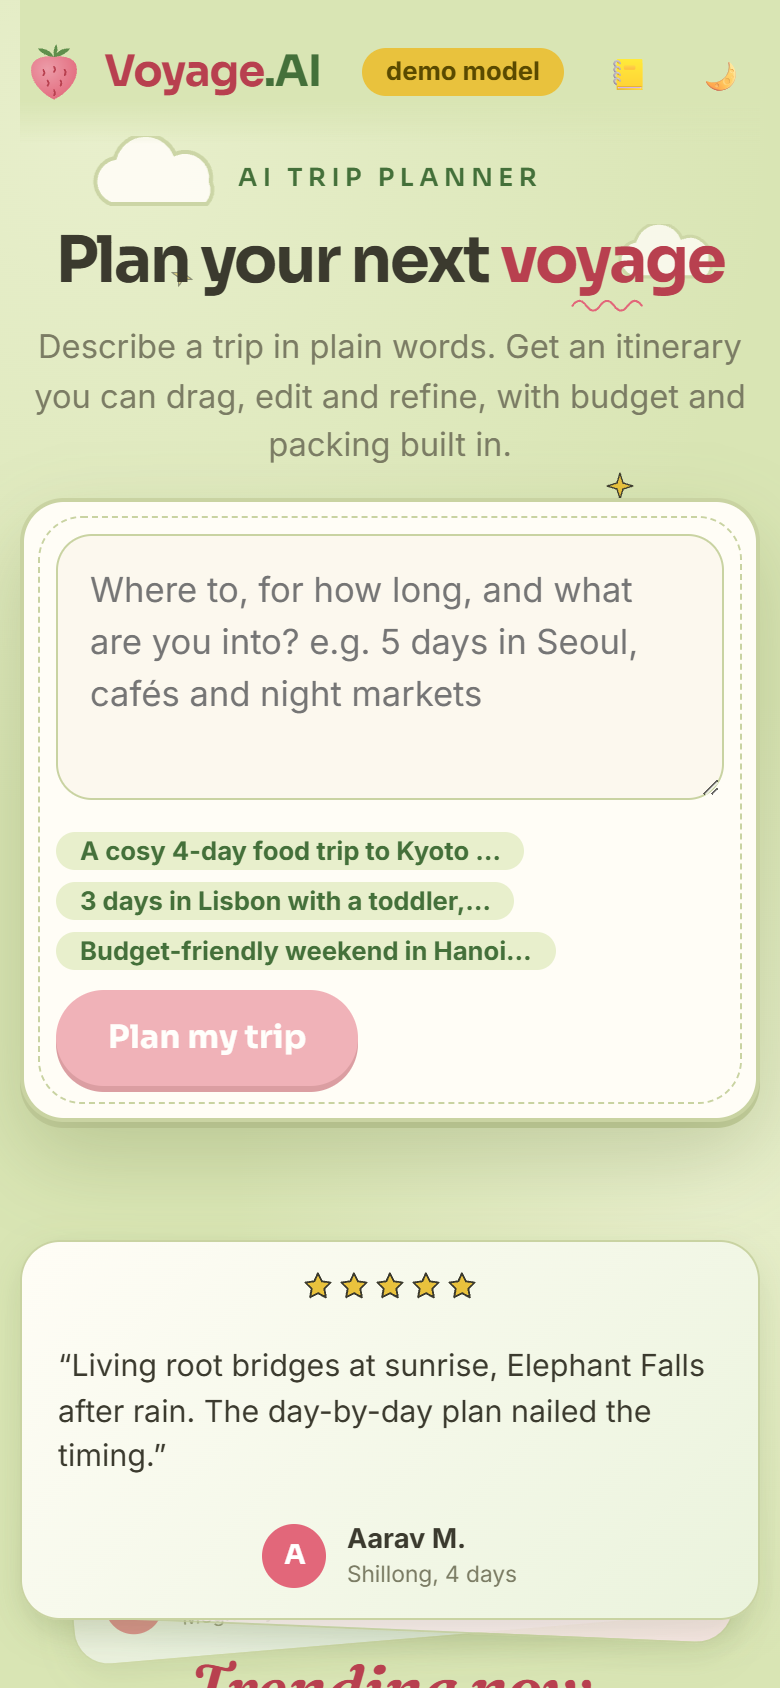 Voyage.AI
demo model
AI TRIP PLANNER
Plan your next voyage
Describe a trip in plain words. Get an itinerary
you can drag, edit and refine, with budget and
packing built in.
Where to, for how long, and what
are you into? e.g. 5 days in Seoul,
cafés and night markets
A cosy 4-day food trip to Kyoto ...
3 days in Lisbon with a toddler,...
Budget-friendly weekend in Hanoi...
Plan my trip
“Living root bridges at sunrise, Elephant Falls
after rain. The day-by-day plan nailed the
timing.”
A
Aarav M.
Shillong, 4 days
Trending now